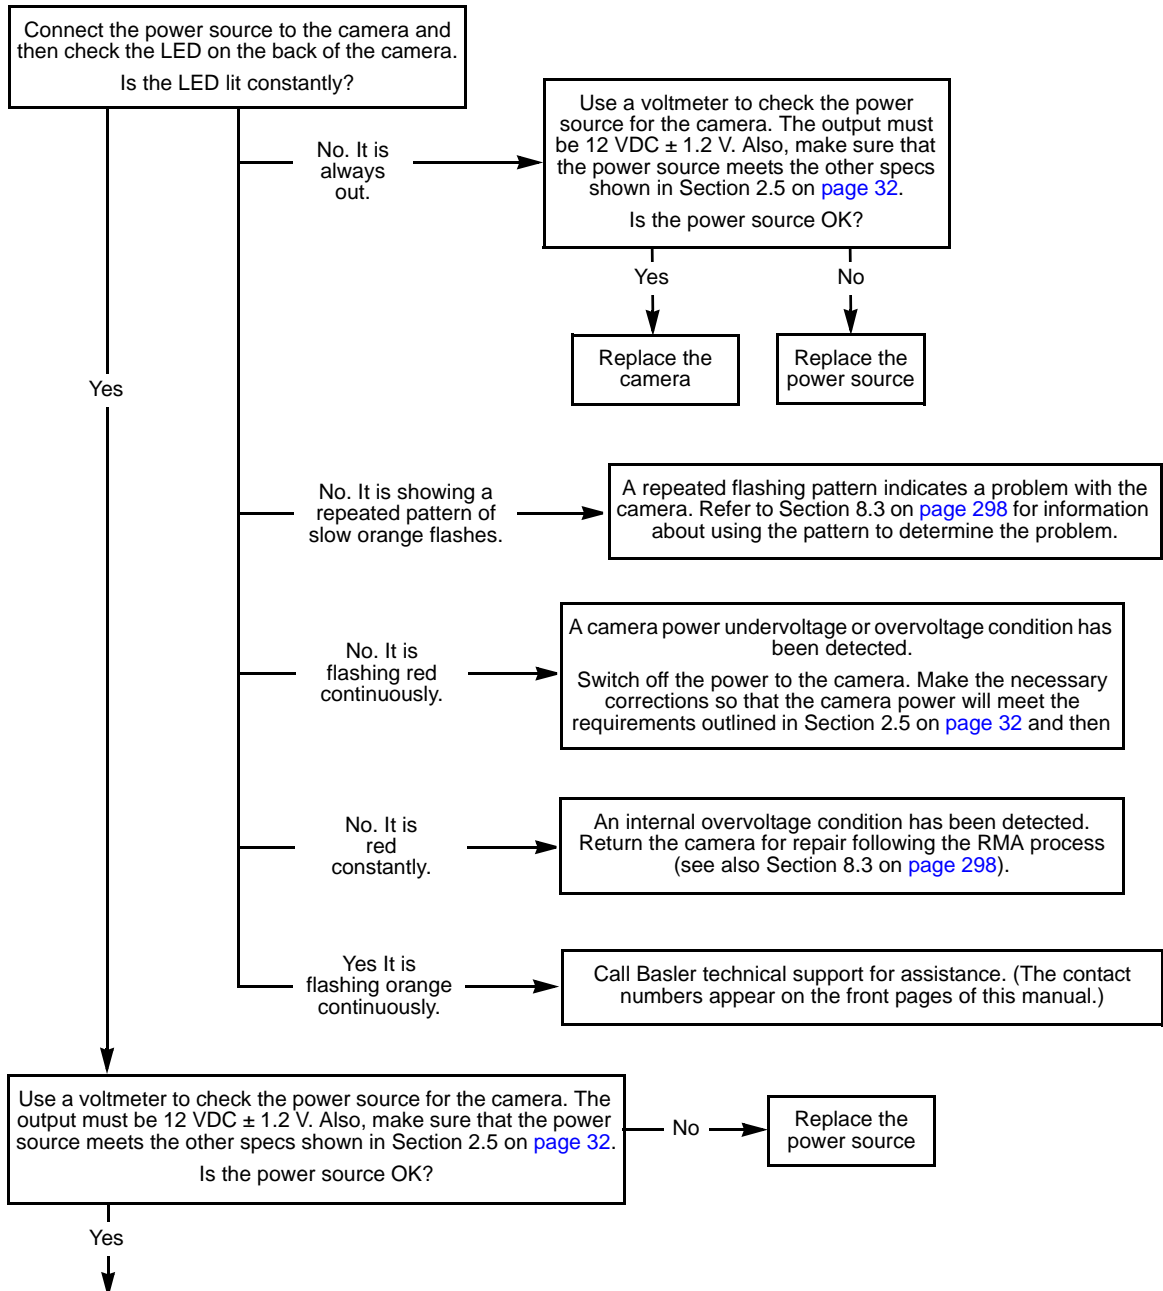 Connect the power source to the camera and
then check the LED on the back of the camera.
Is the LED lit constantly?
No. It is
always
out.
Use a voltmeter to check the power
source for the camera. The output must
be 12 VDC ± 1.2 V. Also, make sure that
the power source meets the other specs
shown in Section 2.5 on page 32.
Is the power source OK?
Yes
No
Replace the
camera
Replace the
power source
Yes
No. It is showing a
repeated pattern of
slow orange flashes.
A repeated flashing pattern indicates a problem with the
camera. Refer to Section 8.3 on page 298 for information
about using the pattern to determine the problem.
No. It is
flashing red
continuously.
A camera power undervoltage or overvoltage condition has
been detected.
Switch off the power to the camera. Make the necessary
corrections so that the camera power will meet the
requirements outlined in Section 2.5 on page 32 and then
No. It is
red
constantly.
An internal overvoltage condition has been detected.
Return the camera for repair following the RMA process
(see also Section 8.3 on page 298).
Yes It is
flashing orange
continuously.
Call Basler technical support for assistance. (The contact
numbers appear on the front pages of this manual.)
Use a voltmeter to check the power source for the camera. The
output must be 12 VDC ± 1.2 V. Also, make sure that the power
source meets the other specs shown in Section 2.5 on page 32.
Is the power source OK?
No
Replace the
power source
Yes